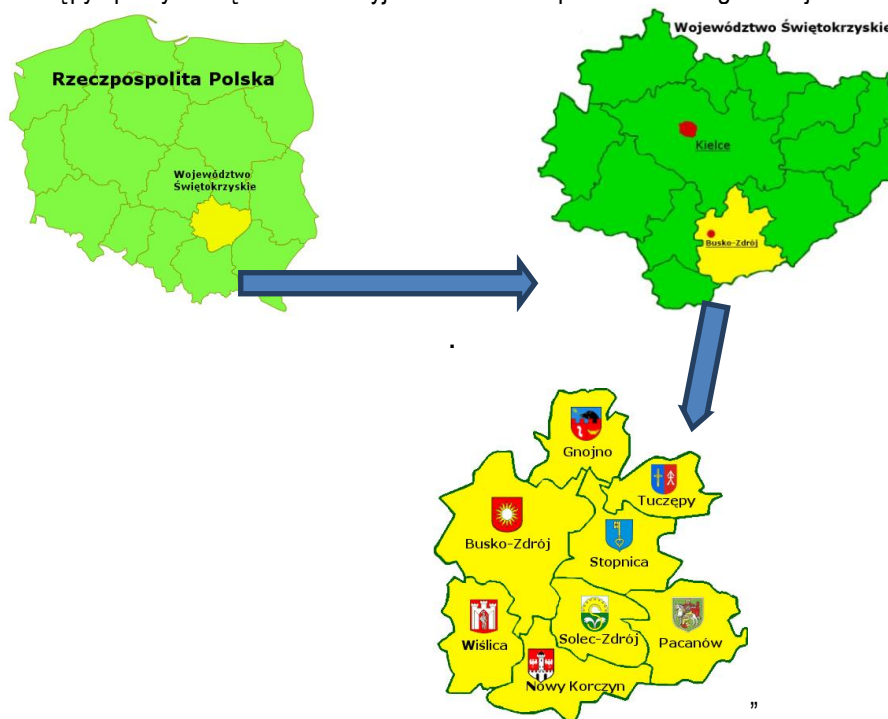 Rzeczpospolita Polska
Województwo
Świętokrzyskie
Województwo Świętokrzyskie
Kielce
Busko-Zdrój
.
Gnojno
Tuczępy
Busko-Zdrój
Stopnica
Wiślica
Solec-Zdrój
Pacanów
Nowy Korczyn
”